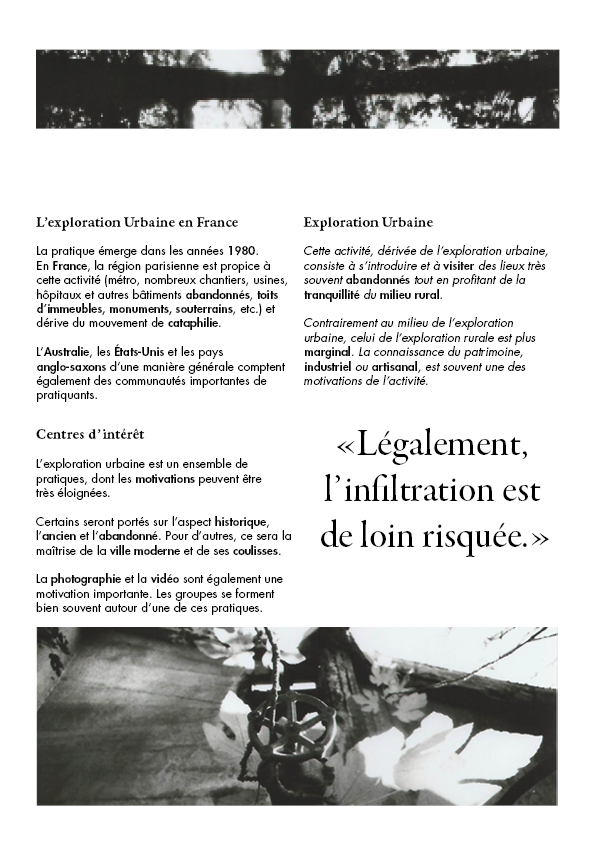 L'exploration Urbaine en France
La pratique émerge dans les années 1980.
En France, la région parisienne est propice à
cette activité (métro, nombreux chantiers, usines,
hôpitaux et autres bâtiments abandonnés, toits
d'immeubles, monuments, souterrains, etc.) et
dérive du mouvement de cataphilie.
L'Australie, les États-Unis et les pays
anglo-saxons d'une manière générale comptent
également des communautés importantes de
pratiquants.
Centres d'intérêt
L'exploration urbaine est un ensemble de
pratiques, dont les motivations peuvent être
très éloignées.
Certains seront portés sur l'aspect historique,
l'ancien et l'abandonné. Pour d'autres, ce sera la
maîtrise de la ville moderne et de ses coulisses.
La photographie et la vidéo sont également une
motivation importante. Les groupes se forment
bien souvent autour d'une de ces pratiques.
Exploration Urbaine
Cette activité, dérivée de l'exploration urbaine,
consiste à s'introduire et à visiter des lieux très
souvent abandonnés tout en profitant de la
tranquillité du milieu rural.
Contrairement au milieu de l'exploration
urbaine, celui de l'exploration rurale est plus
marginal. La connaissance du patrimoine,
industriel ou artisanal, est souvent une des
motivations de l'activité.
«Légalement,
l'infiltration est
de loin risquée.»